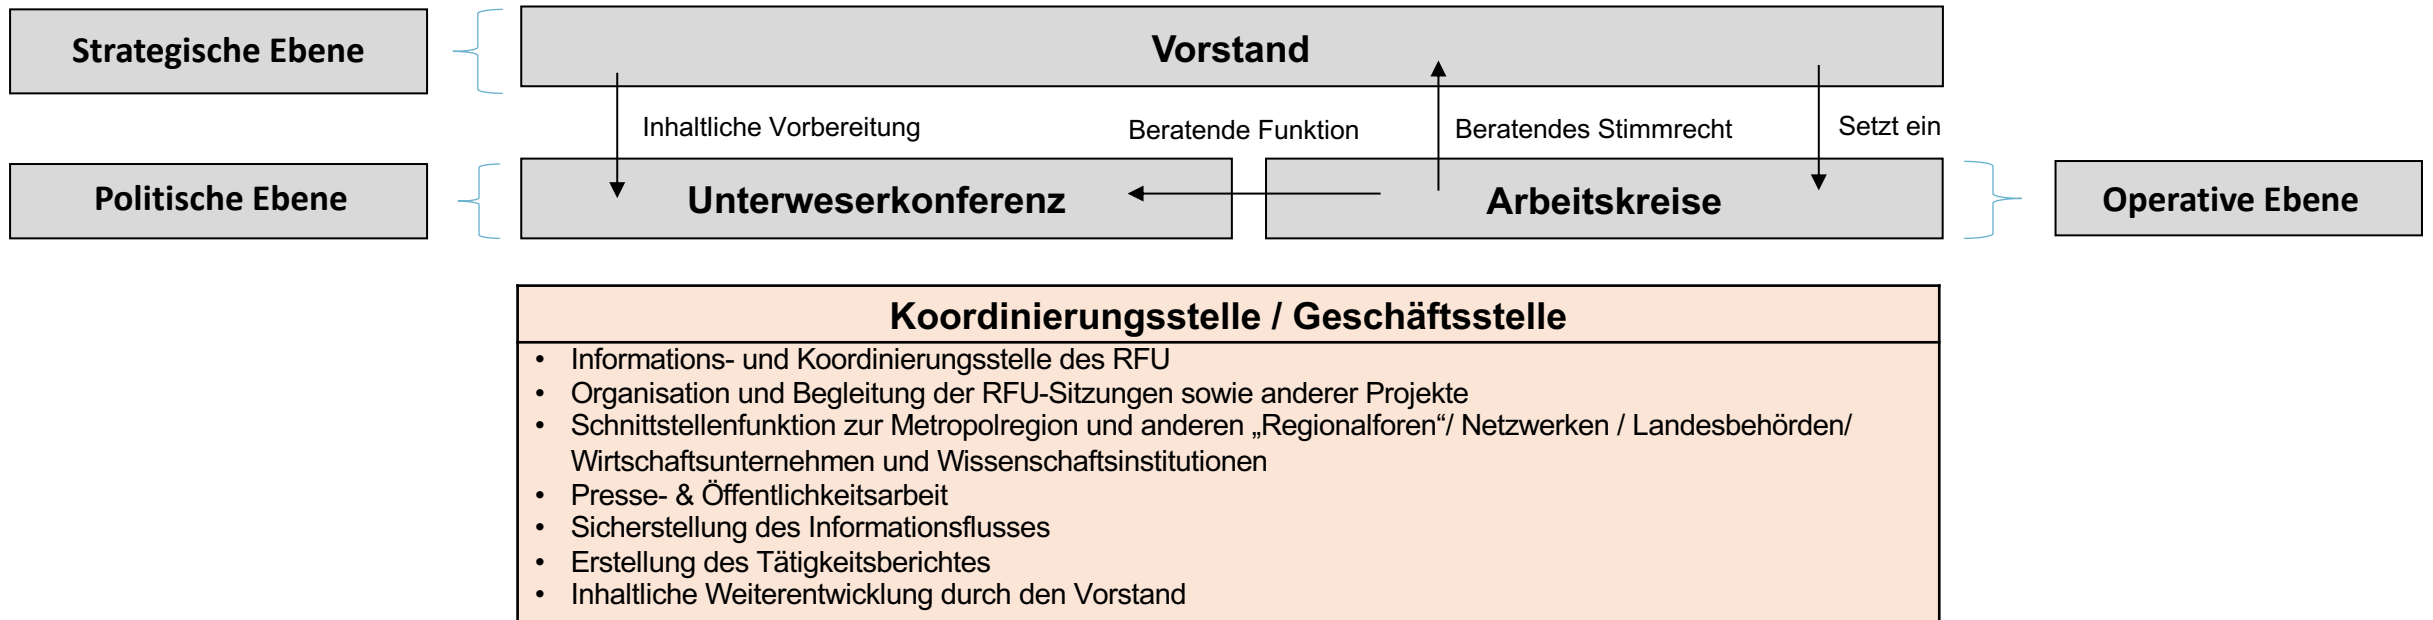 Strategische Ebene
Vorstand
Inhaltliche Vorbereitung
Beratende Funktion
Beratendes Stimmrecht
Setzt ein
Politische Ebene
Unterweserkonferenz
Arbeitskreise
Operative Ebene
Koordinierungsstelle / Geschäftsstelle
• Informations- und Koordinierungsstelle des RFU
• Organisation und Begleitung der RFU-Sitzungen sowie anderer Projekte
• Schnittstellenfunktion zur Metropolregion und anderen „Regionalforen“/ Netzwerken / Landesbehörden/
Wirtschaftsunternehmen und Wissenschaftsinstitutionen
• Presse- & Öffentlichkeitsarbeit
• Sicherstellung des Informationsflusses
• Erstellung des Tätigkeitsberichtes
• Inhaltliche Weiterentwicklung durch den Vorstand